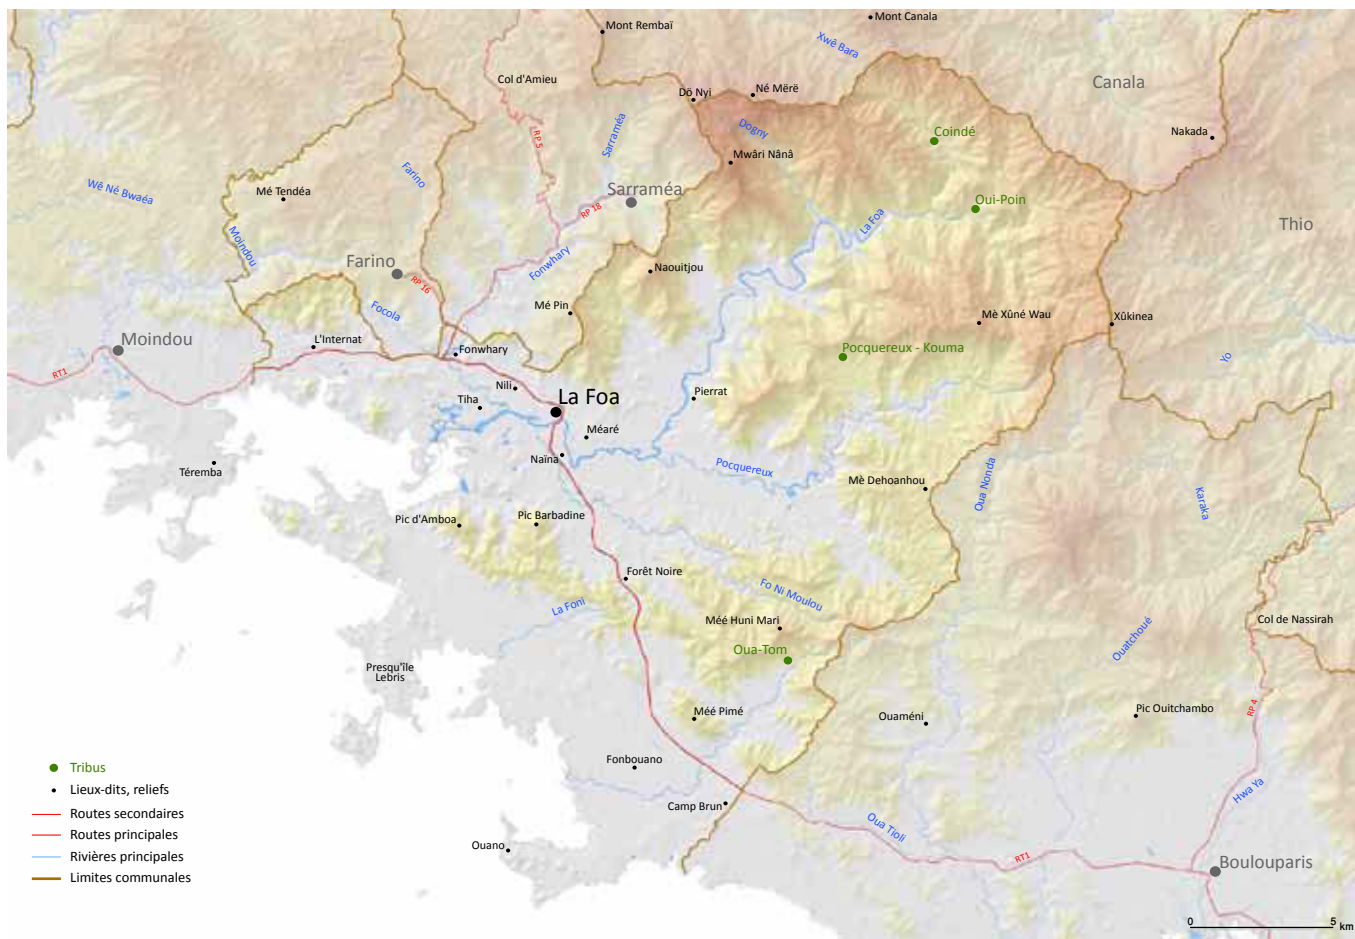 Mont Canala
Mont Rembaï
Xwê Bara
Col d'Amieu
Canala
Dö Nyi
Né Mërë
Dogny
Coindé
Nakada
RP 5
Sarraméa
Mwâri Nânâ
Farino
Wê Né Bwaéa
Mé Tendéa
Sarraméa
RP 18
Oui-Poin
La Foa
Thio
Moindou
Farino
RP 16
Fonwhary
Naouitjou
Focola
Mé Pin
Mè Xûné Wau
Xûkinea
Moindou
L'Internat
Fonwhary
Pocquereux - Kouma
Yo
RT1
Nili
Tiha
La Foa
Pierrat
Méaré
Naïna
Téremba
Pocquereux
Mè Dehoanhou
Oua Nonda
Karaka
Pic d'Amboa
Pic Barbadine
Forêt Noire
Fo Ni Moulou
La Foni
Méé Huni Mari
Oua-Tom
Col de Nassirah
Ouatchoué
Presqu'île
Lebris
Méé Pimé
Ouaméni
Pic Ouitchambo
RP 4
Fonbouano
Camp Brun
Hwa Ya
Oua Tioli
Ouano
RT1
Boulouparis
Tribus
Lieux-dits, reliefs
Routes secondaires
Routes principales
Rivières principales
Limites communales
0 5
km